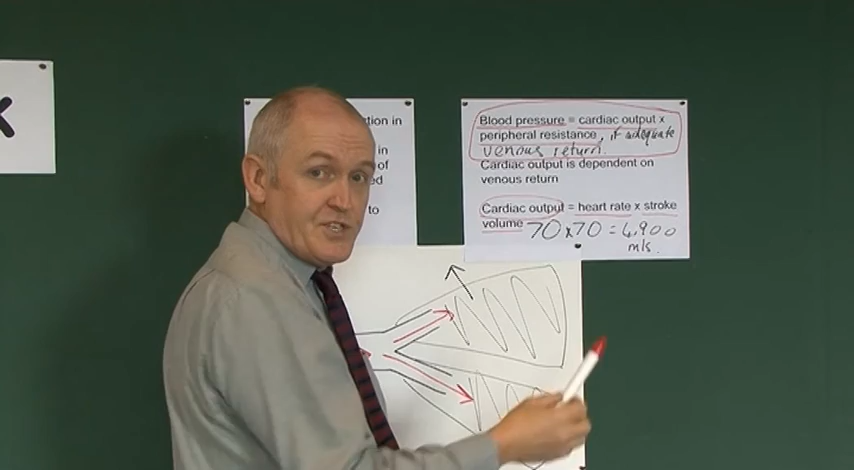 K
tion in
in
of
ed
to
Blood pressure = cardiac output x
peripheral resistance, if adequate
venous return.
Cardiac output is dependent on
venous return
Cardiac output = heart rate x stroke
volume 70 x 70 = 4,900
mls.